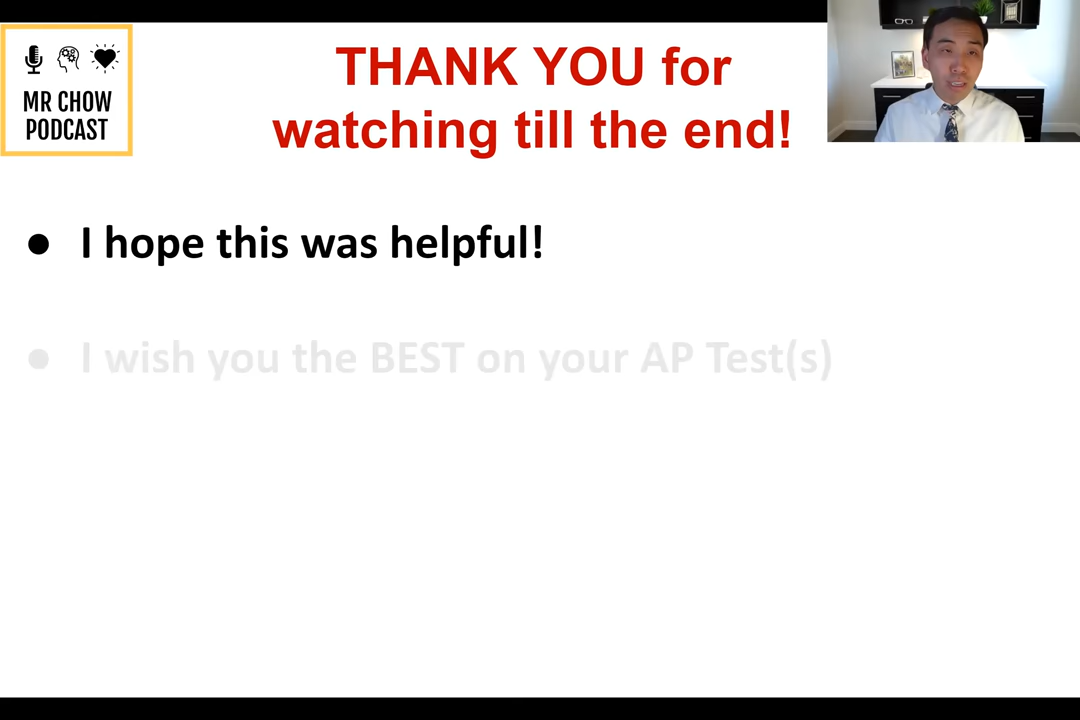 MR CHOW
PODCAST
THANK YOU for
watching till the end!
● I hope this was helpful!
● I wish you the BEST on your AP Test(s)